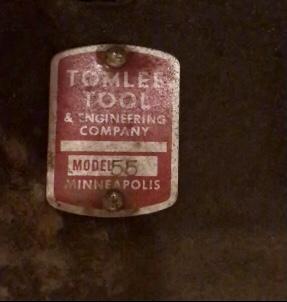 TOMLEE
TOOL
& ENGINEERING
COMPANY
MODEL 55
MINNEAPOLIS